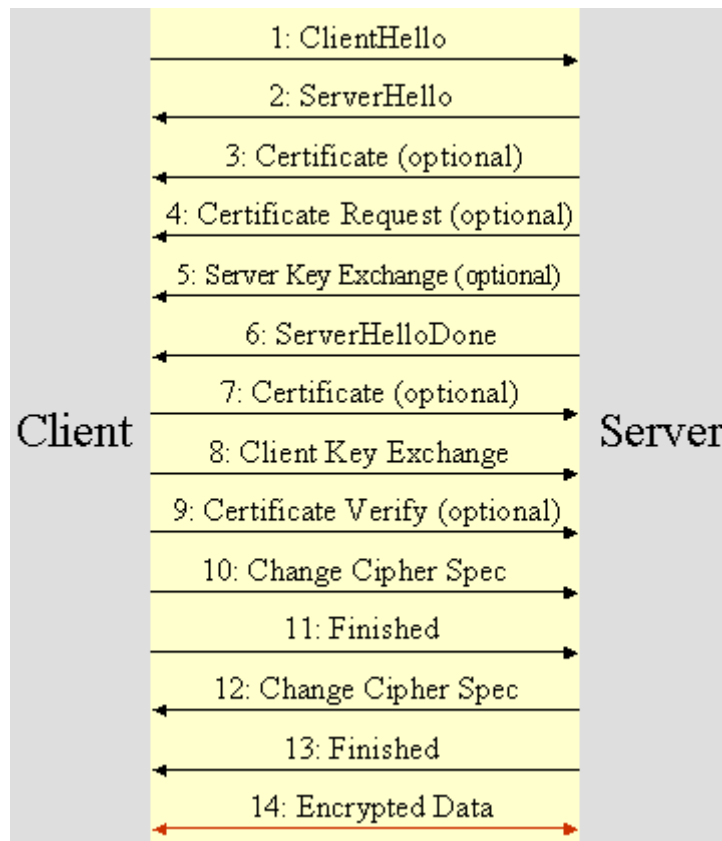 1: ClientHello
2: ServerHello
3: Certificate (optional)
4: Certificate Request (optional)
5: Server Key Exchange (optional)
6: ServerHelloDone
7: Certificate (optional)
Client
Server
8: Client Key Exchange
9: Certificate Verify (optional)
10: Change Cipher Spec
11: Finished
12: Change Cipher Spec
13: Finished
14: Encrypted Data